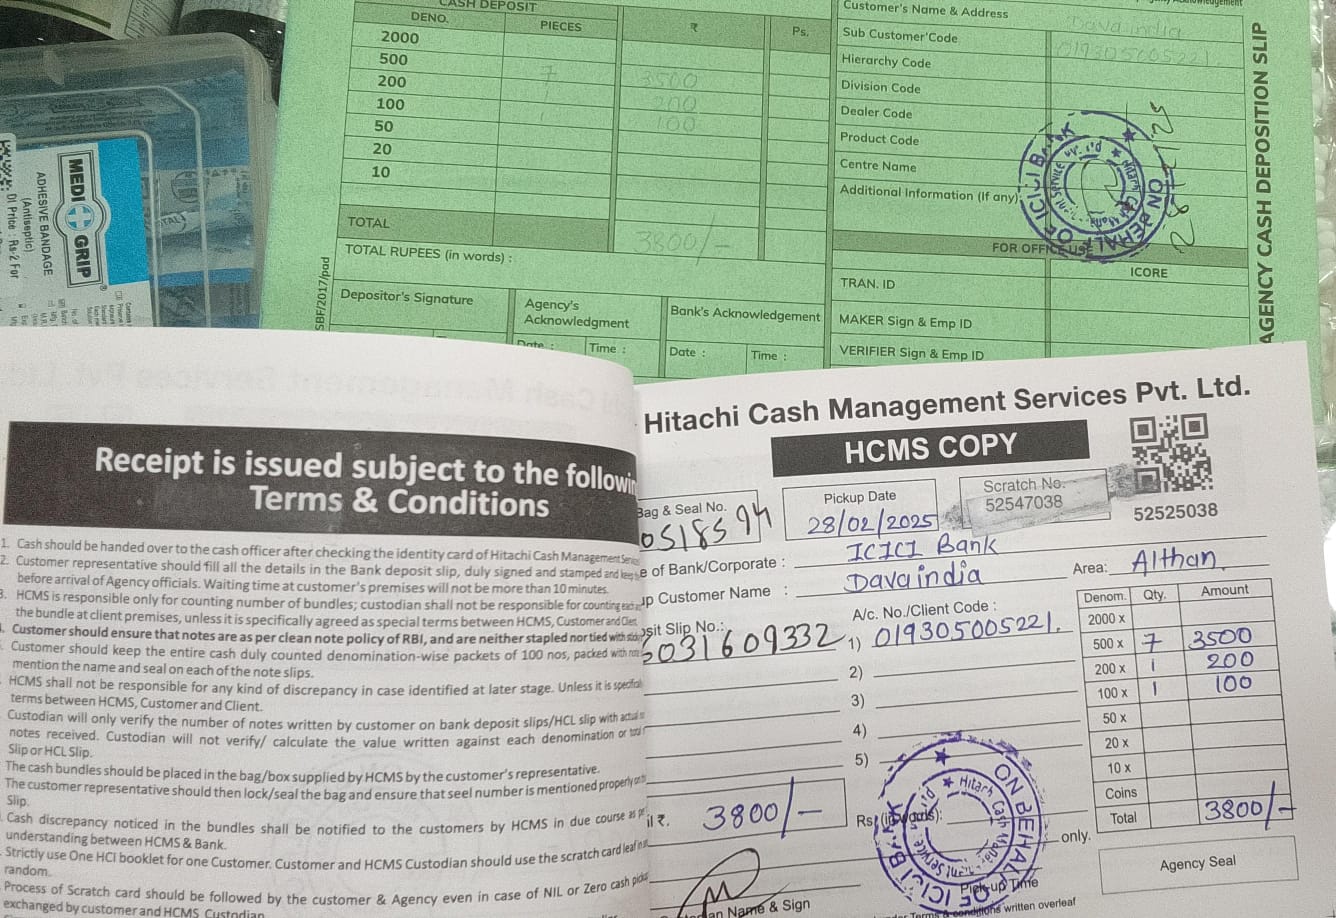 CASH DEPOSIT
DENO. PIECES ₹ Ps.
2000
500 7 3500
200 1 200
100 1 100
50
20
10
TOTAL 3800/-
TOTAL RUPEES (in words) :
Depositor's Signature
Agency's Acknowledgment
Bank's Acknowledgement
Date : Time :
Date : Time :
SBF/2017/pad
Customer's Name & Address Davaindia
Sub Customer'Code 019305005221.
Hierarchy Code
Division Code
Dealer Code
Product Code
Centre Name
Additional Information (If any)
FOR OFFICE USE
ICORE
TRAN. ID
MAKER Sign & Emp ID
VERIFIER Sign & Emp ID
AGENCY CASH DEPOSITION SLIP
ON BEHALF OF ICICI BANK
MEDI GRIP
ADHESIVE BANDAGE
(Antiseptic)
Price : Rs-2 For
Receipt is issued subject to the followin
Terms & Conditions
1. Cash should be handed over to the cash officer after checking the identity card of Hitachi Cash Management
2. Customer representative should fill all the details in the Bank deposit slip, duly signed and stamped and keep
before arrival of Agency officials. Waiting time at customer's premises will not be more than 10 minutes.
3. HCMS is responsible only for counting number of bundles; custodian shall not be responsible for counting
the bundle at client premises, unless it is specifically agreed as special terms between HCMS, Customer and Client.
Customer should ensure that notes are as per clean note policy of RBI, and are neither stapled nor tied with
Customer should keep the entire cash duly counted denomination-wise packets of 100 nos, packed with
mention the name and seal on each of the note slips.
HCMS shall not be responsible for any kind of discrepancy in case identified at later stage. Unless it is
terms between HCMS, Customer and Client.
Custodian will only verify the number of notes written by customer on bank deposit slips/HCL slip with
notes received. Custodian will not verify/ calculate the value written against each denomination or
Slip or HCL Slip.
The cash bundles should be placed in the bag/box supplied by HCMS by the customer's representative.
The customer representative should then lock/seal the bag and ensure that seel number is mentioned properly
Slip.
Cash discrepancy noticed in the bundles shall be notified to the customers by HCMS in due course as
understanding between HCMS & Bank.
Strictly use One HCI booklet for one Customer. Customer and HCMS Custodian should use the scratch card leaf
random.
Process of Scratch card should be followed by the customer & Agency even in case of NIL or Zero cash
exchanged by customer and HCMS Custodian
Hitachi Cash Management Services Pvt. Ltd.
HCMS COPY
Bag & Seal No.
Pickup Date 28/02/2025
Scratch No. 52547038
52525038
e of Bank/Corporate : ICICI Bank
up Customer Name : Davaindia
Area: Althan.
osit Slip No.: 5031609332
A/c. No./Client Code :
1) 019305005221.
2)
3)
4)
5)
Denom. Qty. Amount
2000 x
500 x 7 3500
200 x 1 200
100 x 1 100
50 x
20 x
10 x
Coins
Total 3800/-
₹. 3800/-
Rs. (in words):
only.
ON BEHALF OF ICICI BANK
Pick-up Time
Agency Seal
Name & Sign
Terms & conditions written overleaf